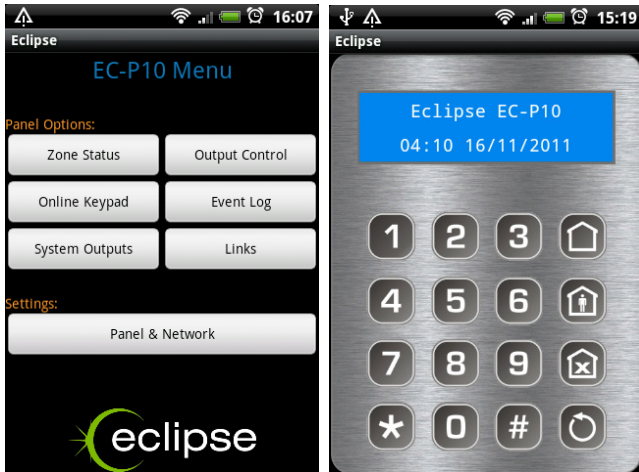 16:07
Eclipse
EC-P10 Menu
Panel Options:
Zone Status Output Control
Online Keypad Event Log
System Outputs Links
Settings:
Panel & Network
eclipse
15:19
Eclipse
Eclipse EC-P10
04:10 16/11/2011
1 2 3
4 5 6
7 8 9
* 0 #